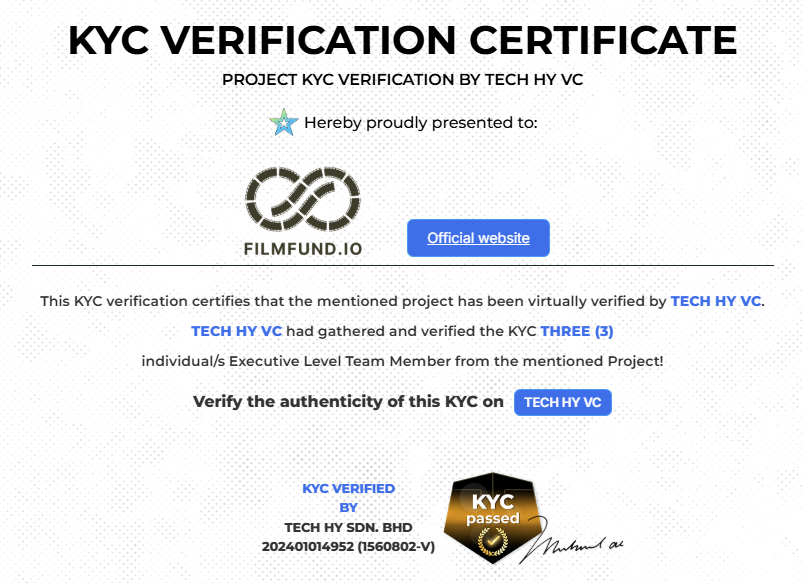 KYC VERIFICATION CERTIFICATE
PROJECT KYC VERIFICATION BY TECH HY VC
Hereby proudly presented to:
FILMFUND.IO
Official website
This KYC verification certifies that the mentioned project has been virtually verified by TECH HY VC.
TECH HY VC had gathered and verified the KYC THREE (3)
individual/s Executive Level Team Member from the mentioned Project!
Verify the authenticity of this KYC on TECH HY VC
KYC VERIFIED
BY
TECH HY SDN. BHD
202401014952 (1560802-V)
KYC
passed